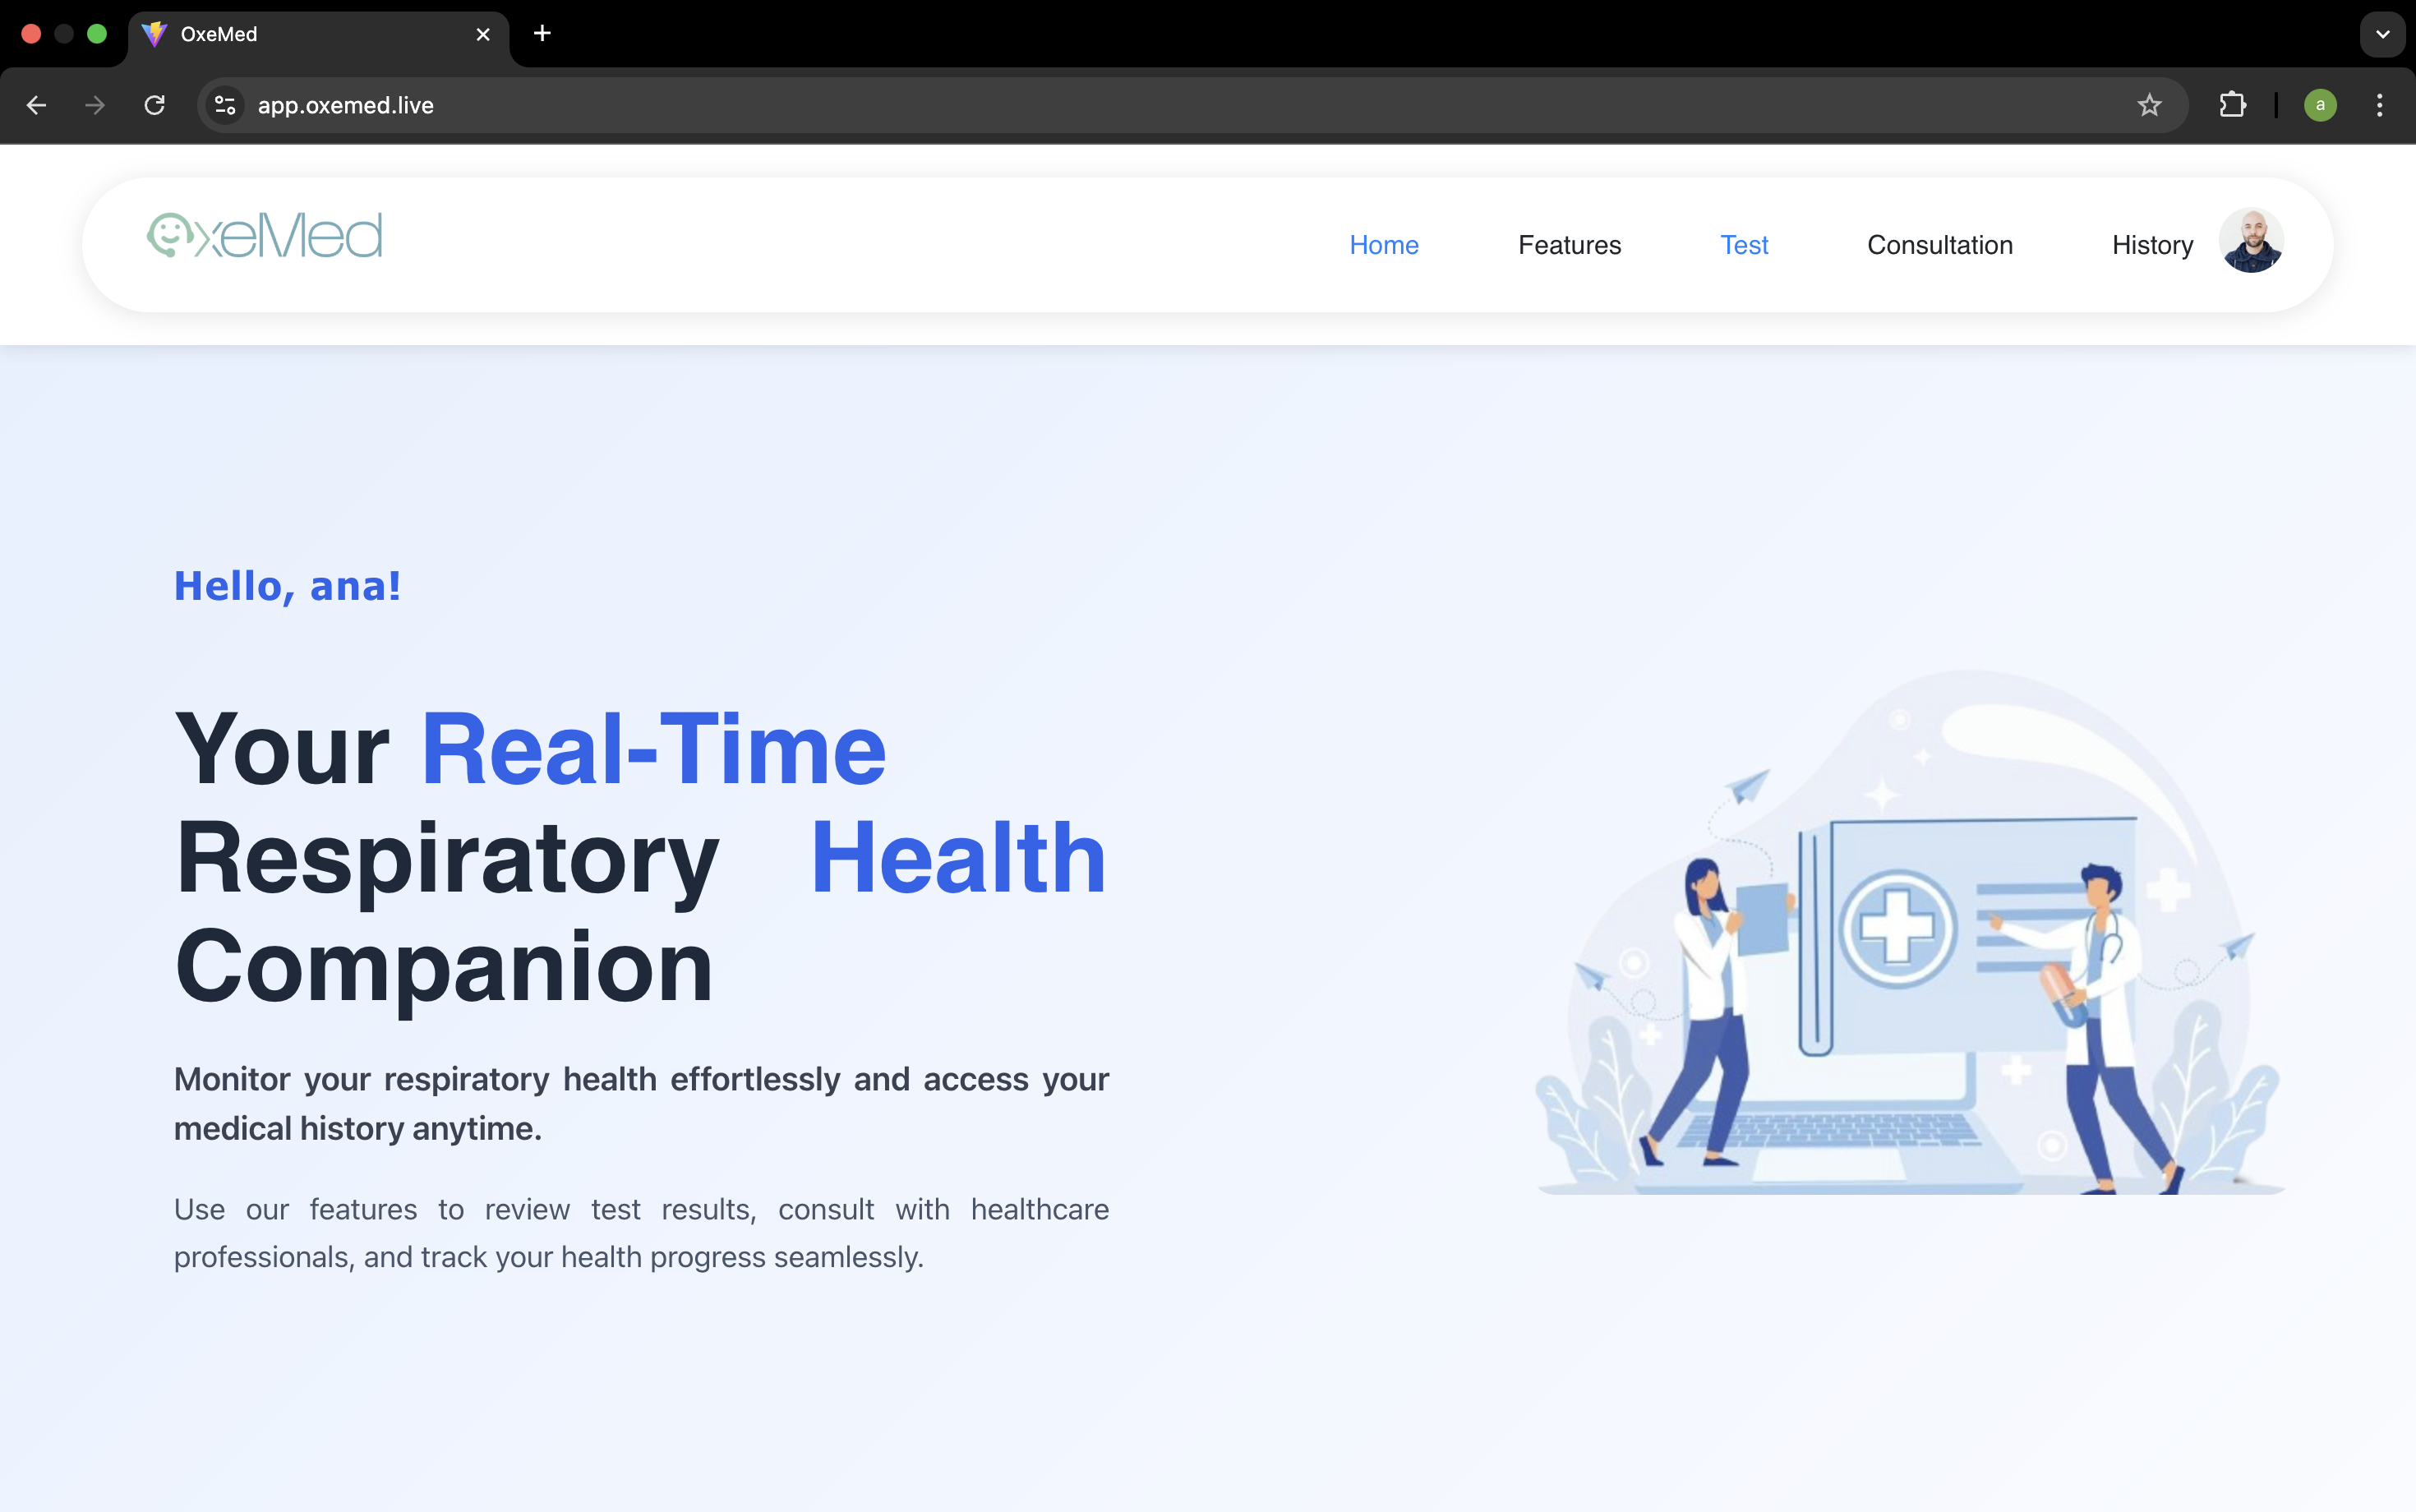 OxeMed
app.oxemed.live
a
OxeMed
Home
Features
Test
Consultation
History
Hello, ana!
Your Real-Time
Respiratory Health
Companion
Monitor your respiratory health effortlessly and access your
medical history anytime.
Use our features to review test results, consult with healthcare
professionals, and track your health progress seamlessly.